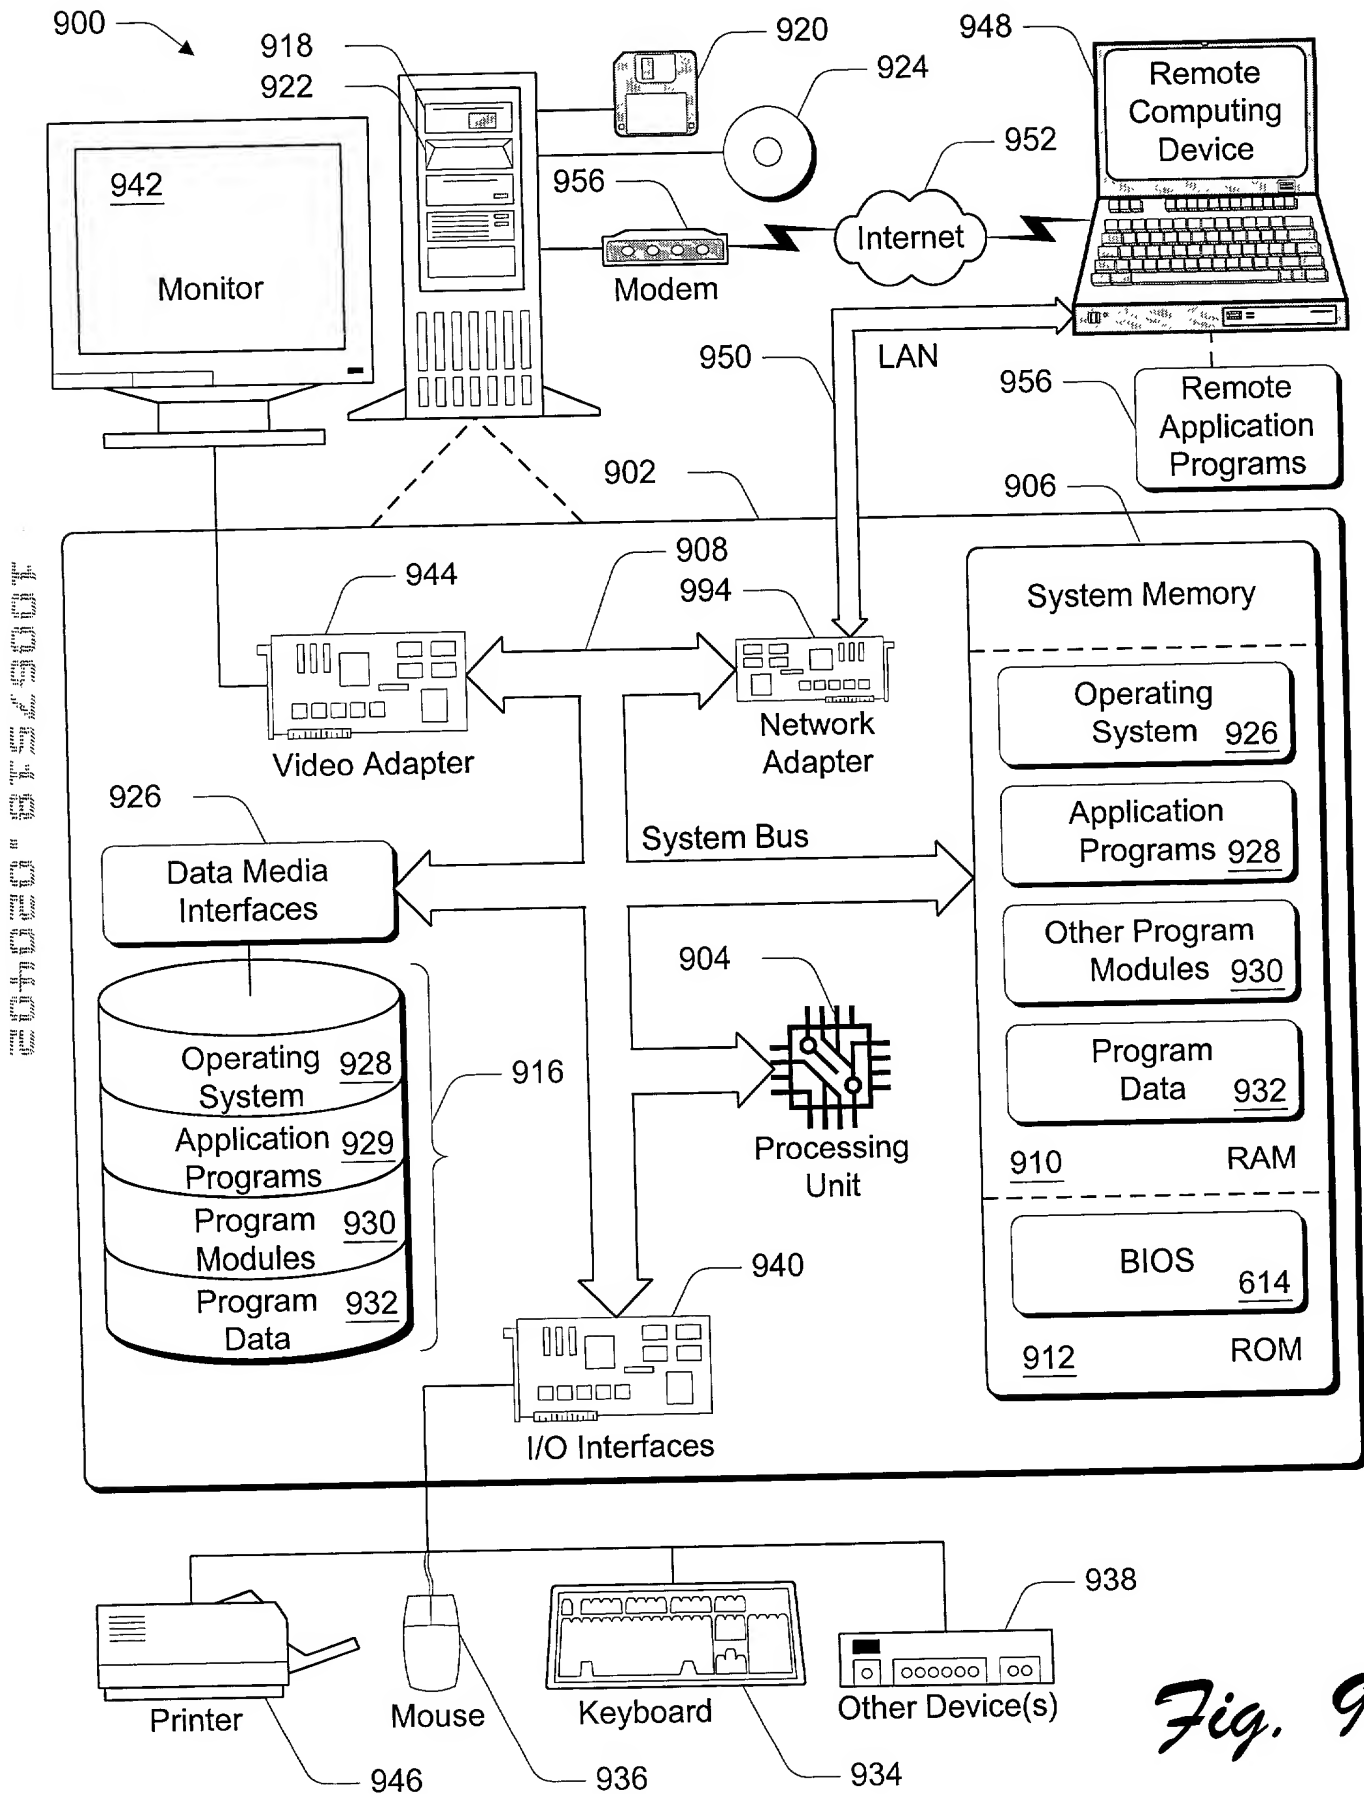 900
918
922
920
924
948
Remote
Computing
Device
942
Monitor
956
Modem
952
Internet
950
LAN
956
Remote
Application
Programs
902
906
908
944
994
System Memory
Video Adapter
Network
Adapter
Operating
System 926
Application
Programs 928
Other Program
Modules 930
Program
Data 932
910 RAM
BIOS
614
912 ROM
926
Data Media
Interfaces
System Bus
904
Processing
Unit
Operating
System 928
Application
Programs 929
Program
Modules 930
Program
Data 932
916
940
I/O Interfaces
938
Printer
Mouse
Keyboard
Other Device(s)
946
936
934
Fig. 9